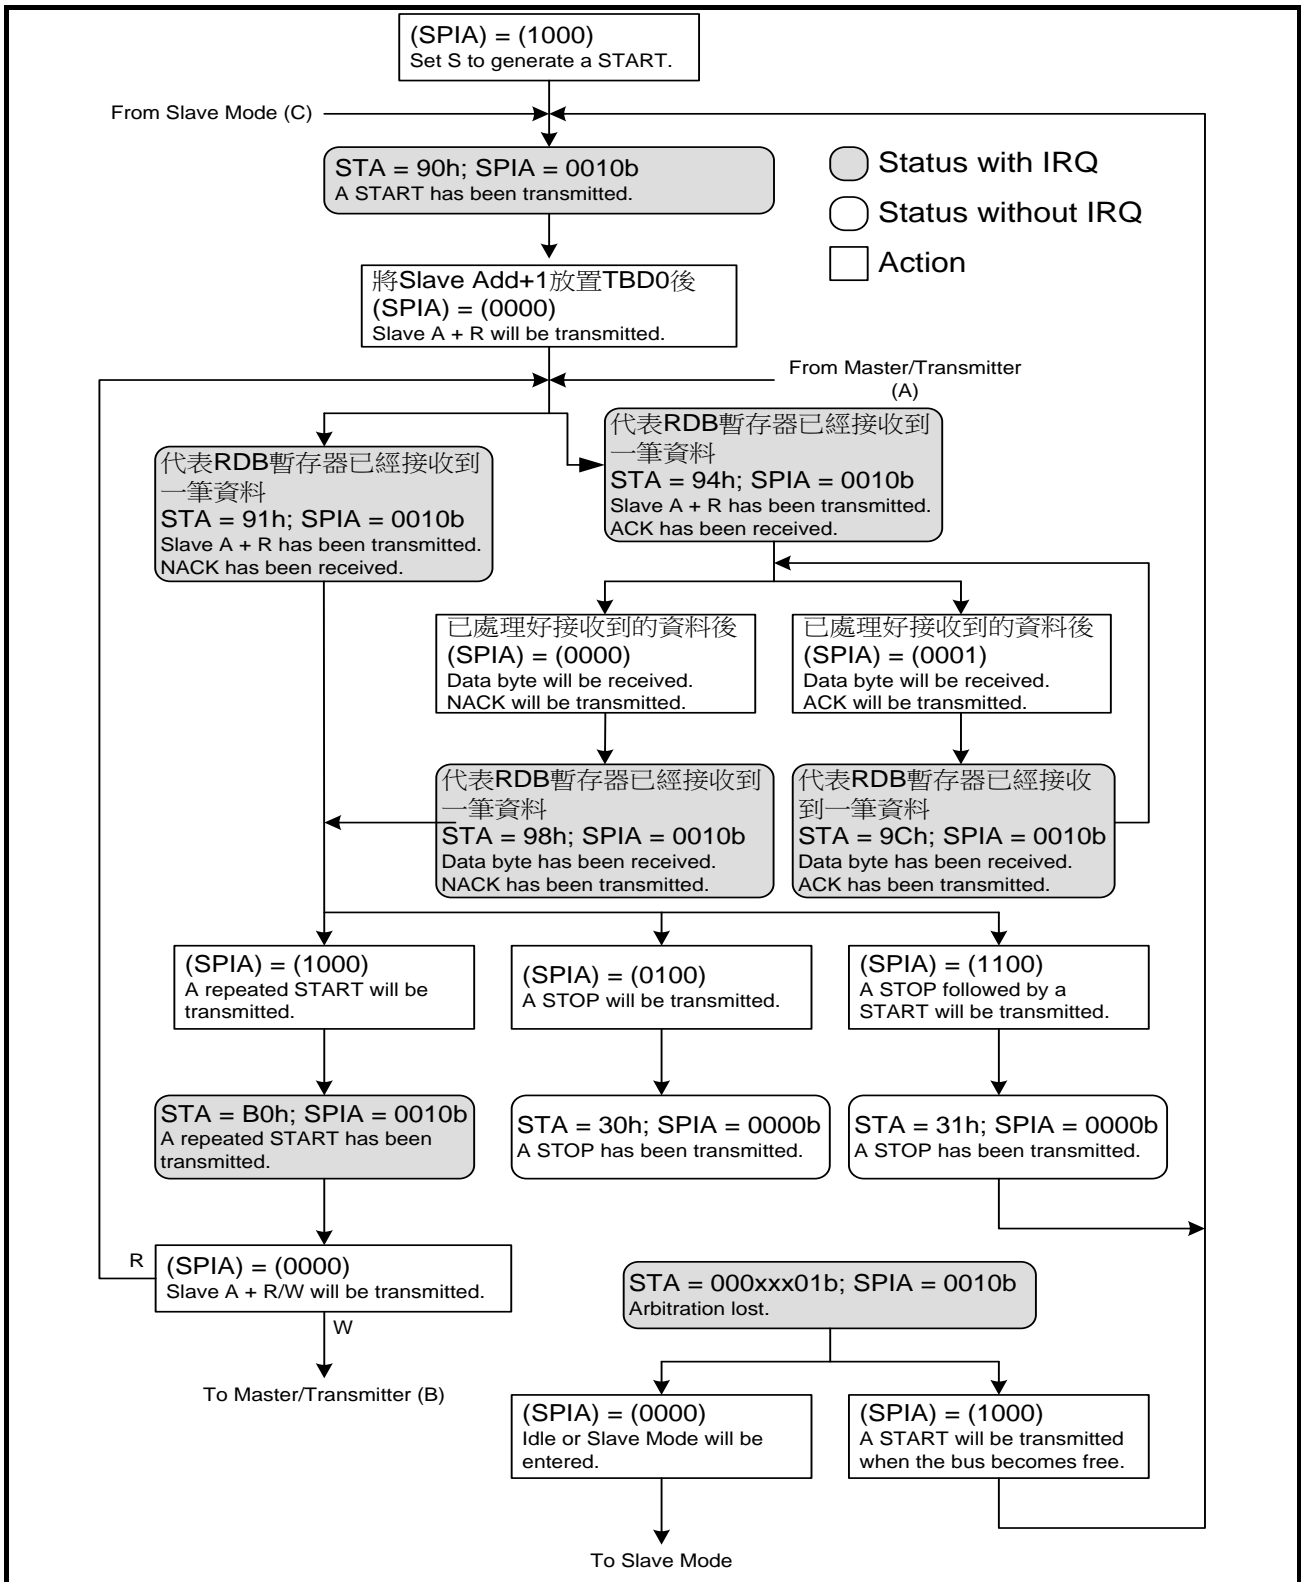 (SPIA) = (1000)
Set S to generate a START.
From Slave Mode (C)
STA = 90h; SPIA = 0010b
A START has been transmitted.
Status with IRQ
Status without IRQ
Action
將Slave Add+1放置TBD0後
(SPIA) = (0000)
Slave A + R will be transmitted.
From Master/Transmitter
(A)
代表RDB暫存器已經接收到
一筆資料
STA = 91h; SPIA = 0010b
Slave A + R has been transmitted.
NACK has been received.
代表RDB暫存器已經接收到
一筆資料
STA = 94h; SPIA = 0010b
Slave A + R has been transmitted.
ACK has been received.
已處理好接收到的資料後
(SPIA) = (0000)
Data byte will be received.
NACK will be transmitted.
已處理好接收到的資料後
(SPIA) = (0001)
Data byte will be received.
ACK will be transmitted.
代表RDB暫存器已經接收到
一筆資料
STA = 98h; SPIA = 0010b
Data byte has been received.
NACK has been transmitted.
代表RDB暫存器已經接收
到一筆資料
STA = 9Ch; SPIA = 0010b
Data byte has been received.
ACK has been transmitted.
(SPIA) = (1000)
A repeated START will be
transmitted.
(SPIA) = (0100)
A STOP will be transmitted.
(SPIA) = (1100)
A STOP followed by a
START will be transmitted.
STA = B0h; SPIA = 0010b
A repeated START has been
transmitted.
STA = 30h; SPIA = 0000b
A STOP has been transmitted.
STA = 31h; SPIA = 0000b
A STOP has been transmitted.
R
(SPIA) = (0000)
Slave A + R/W will be transmitted.
W
To Master/Transmitter (B)
STA = 000xxx01b; SPIA = 0010b
Arbitration lost.
(SPIA) = (0000)
Idle or Slave Mode will be
entered.
(SPIA) = (1000)
A START will be transmitted
when the bus becomes free.
To Slave Mode